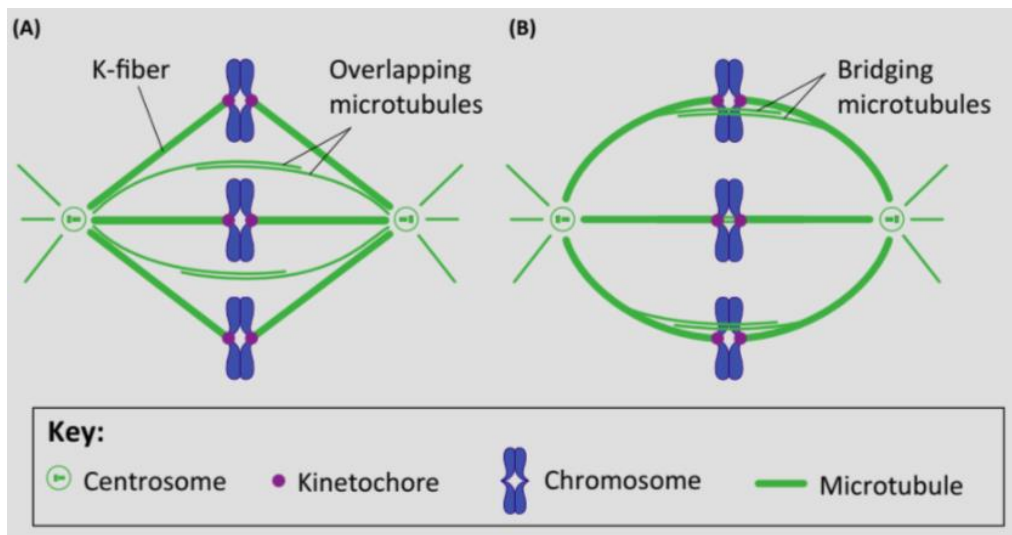 (A)
K-fiber
Overlapping
microtubules
(B)
Bridging
microtubules
Key:
Centrosome
Kinetochore
Chromosome
Microtubule